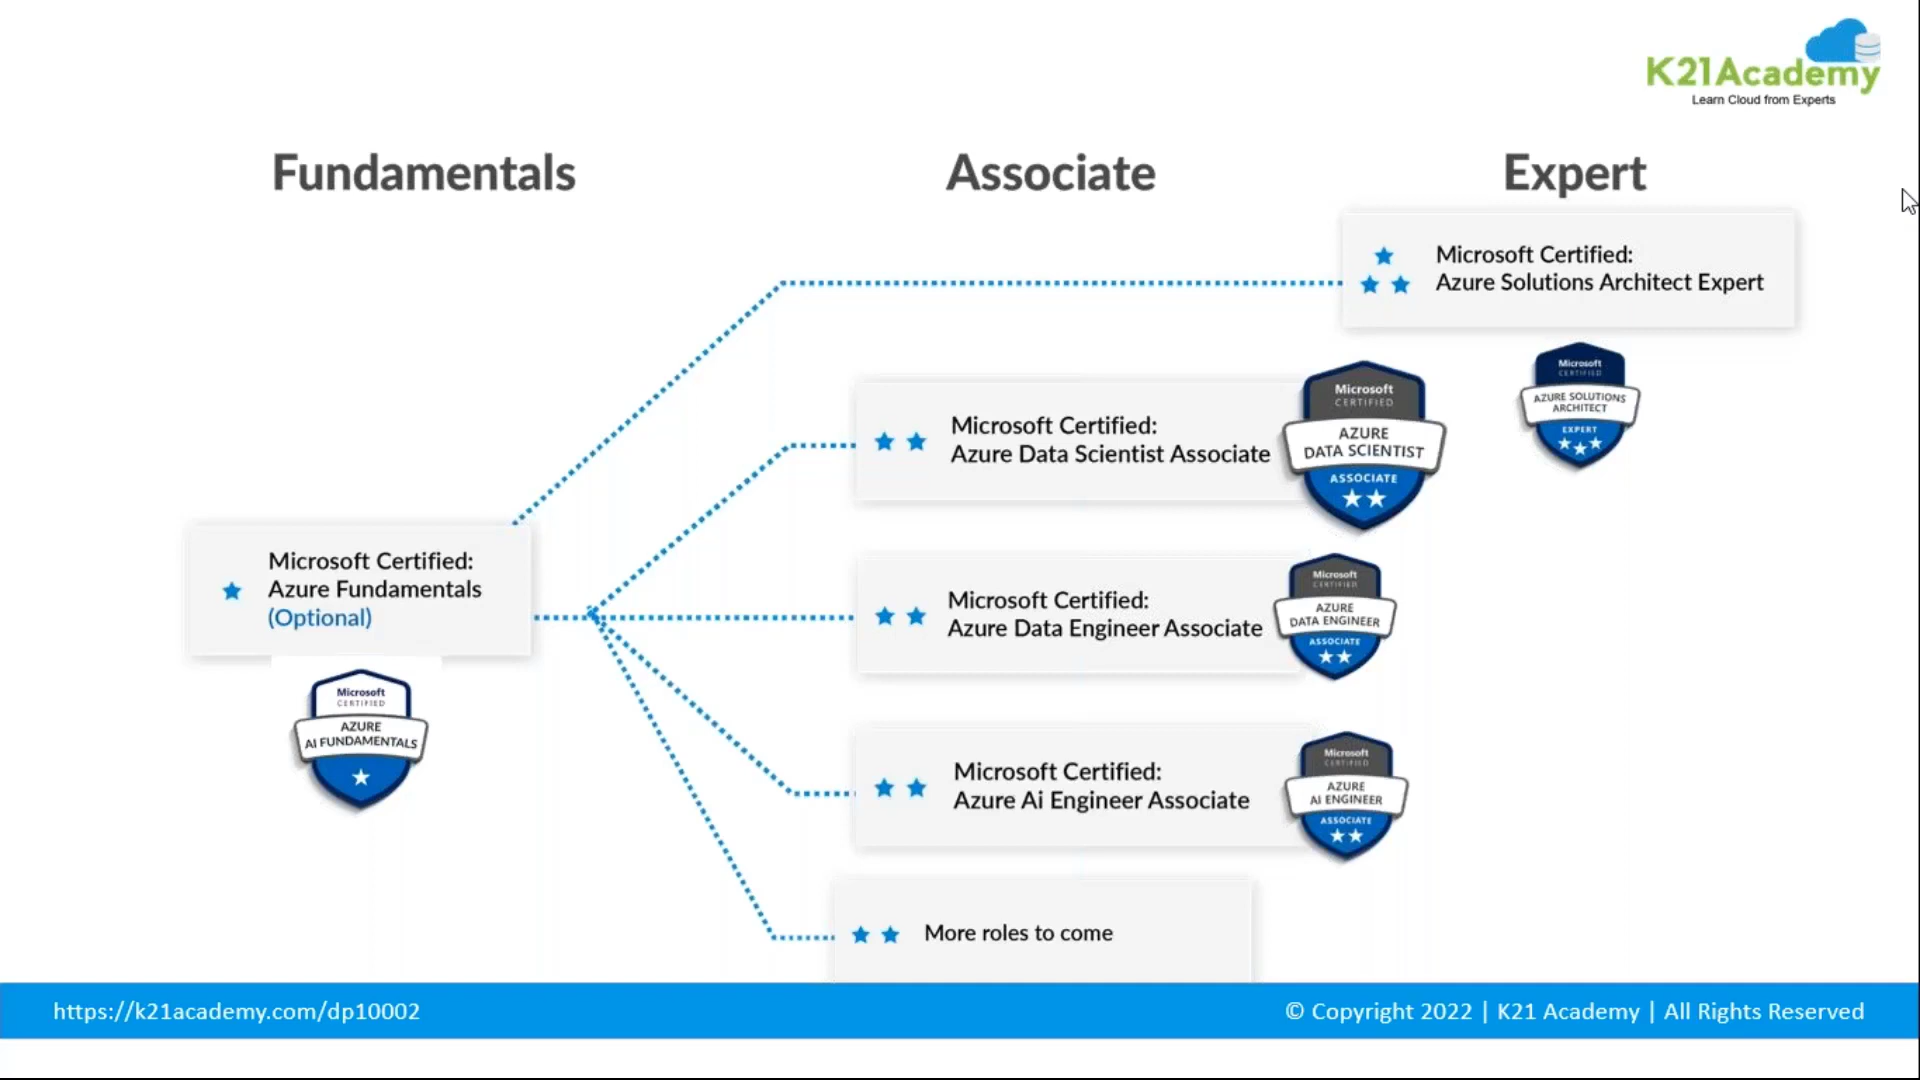 K21Academy
Learn Cloud from Experts
Fundamentals
Associate
Expert
Microsoft Certified:
Azure Solutions Architect Expert
Microsoft
CERTIFIED
AZURE SOLUTIONS
ARCHITECT
EXPERT
Microsoft Certified:
Azure Data Scientist Associate
Microsoft
CERTIFIED
AZURE
DATA SCIENTIST
ASSOCIATE
Microsoft Certified:
Azure Fundamentals
(Optional)
Microsoft
CERTIFIED
AZURE
AI FUNDAMENTALS
Microsoft Certified:
Azure Data Engineer Associate
Microsoft
CERTIFIED
AZURE
DATA ENGINEER
ASSOCIATE
Microsoft Certified:
Azure Ai Engineer Associate
Microsoft
CERTIFIED
AZURE
AI ENGINEER
ASSOCIATE
More roles to come
https://k21academy.com/dp10002
© Copyright 2022 | K21 Academy | All Rights Reserved